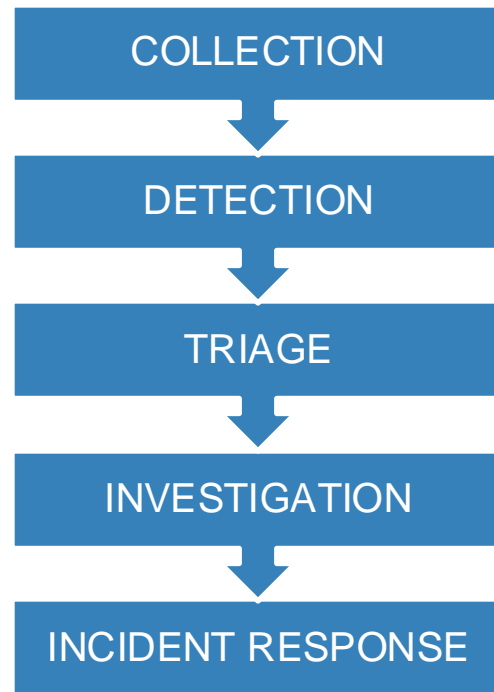 COLLECTION
DETECTION
TRIAGE
INVESTIGATION
INCIDENT RESPONSE